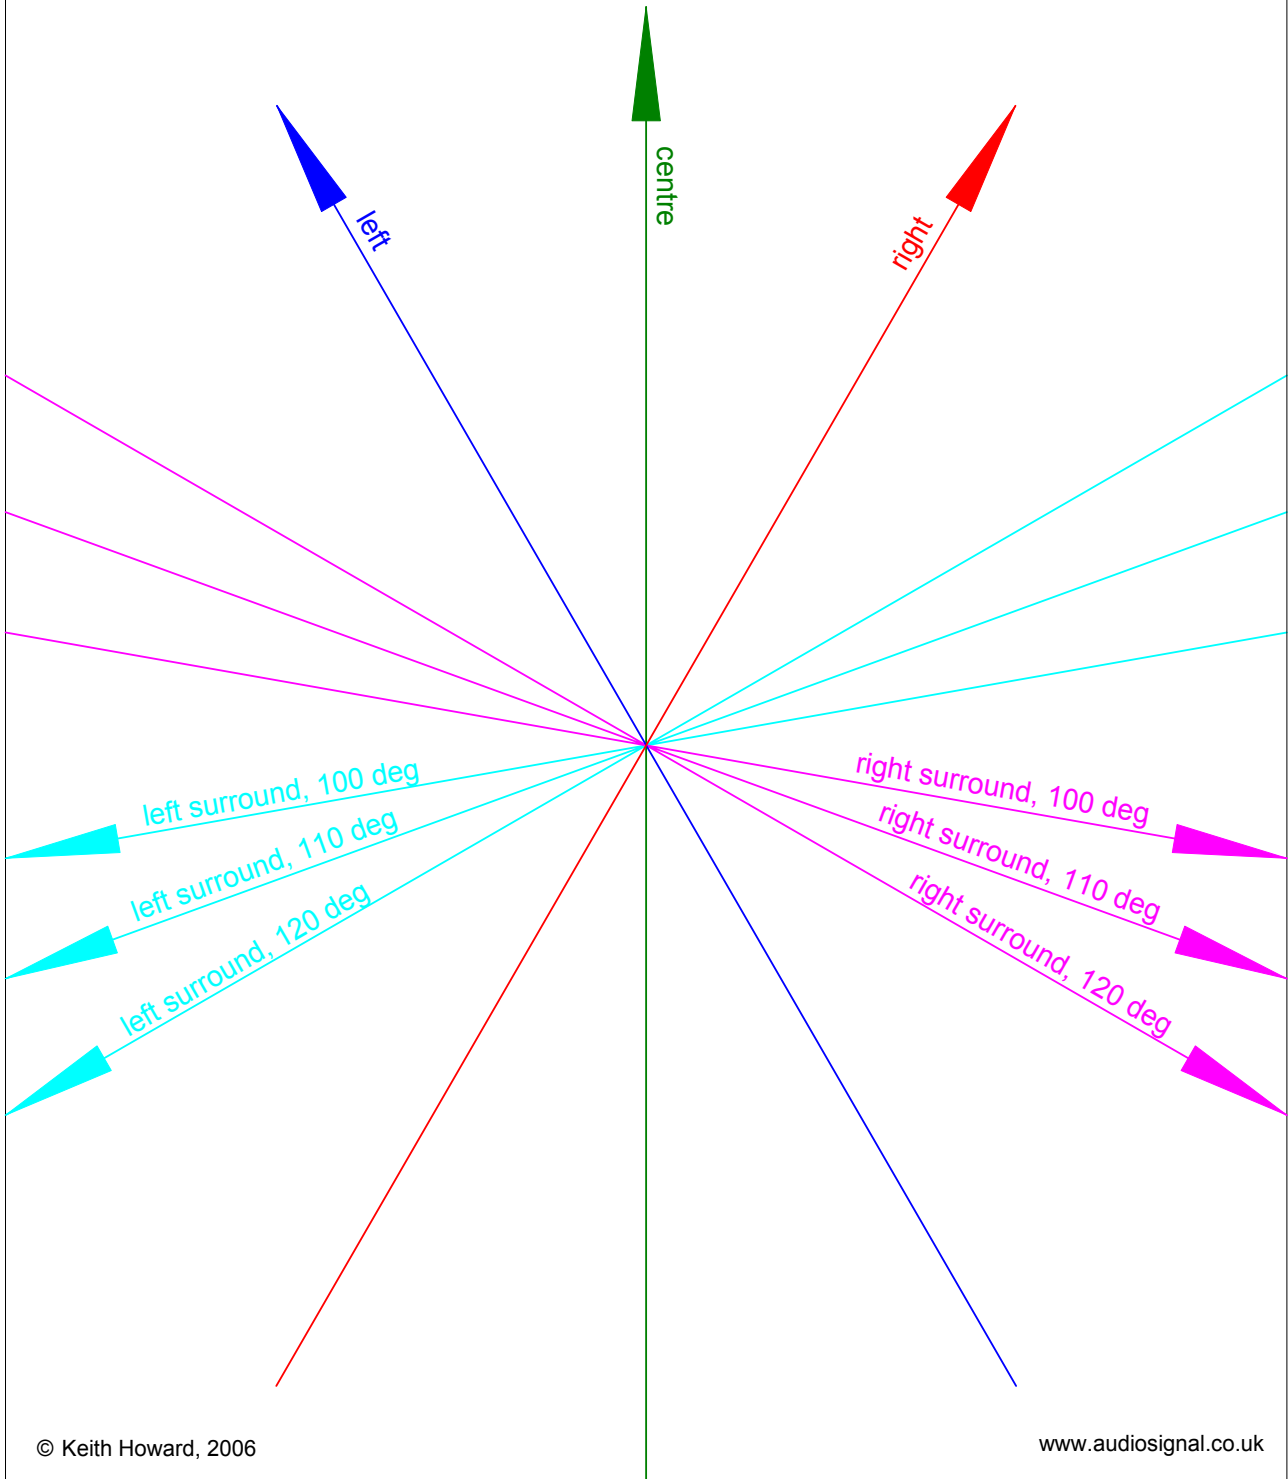 centre
left
right
left surround, 100 deg
left surround, 110 deg
left surround, 120 deg
right surround, 100 deg
right surround, 110 deg
right surround, 120 deg
© Keith Howard, 2006
www.audiosignal.co.uk